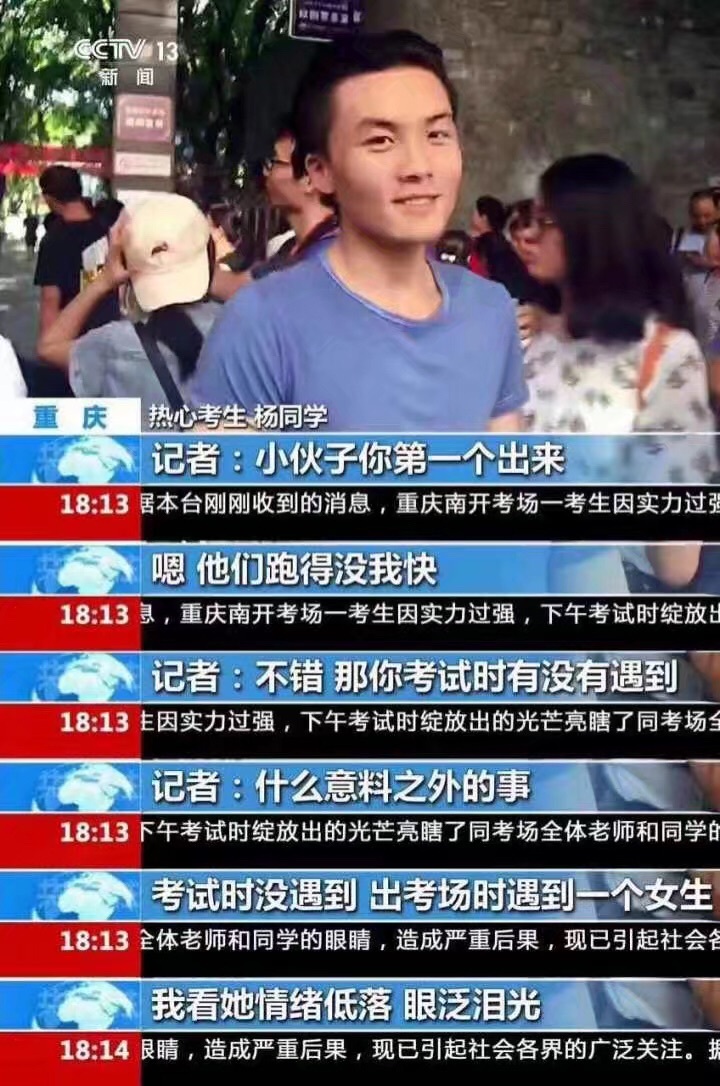 CCTV 13
新闻
重庆
热心考生 杨同学
记者：小伙子你第一个出来
18:13
居本台刚刚收到的消息，重庆南开考场一考生因实力过强
嗯 他们跑得没我快
18:13
息，重庆南开考场一考生因实力过强，下午考试时绽放出
记者：不错 那你考试时有没有遇到
18:13
生因实力过强，下午考试时绽放出的光芒亮瞎了同考场全
记者：什么意料之外的事
18:13
下午考试时绽放出的光芒亮瞎了同考场全体老师和同学的
考试时没遇到 出考场时遇到一个女生
18:13
全体老师和同学的眼睛，造成严重后果，现已引起社会各
我看她情绪低落 眼泛泪光
18:14
眼睛，造成严重后果，现已引起社会各界的广泛关注。据